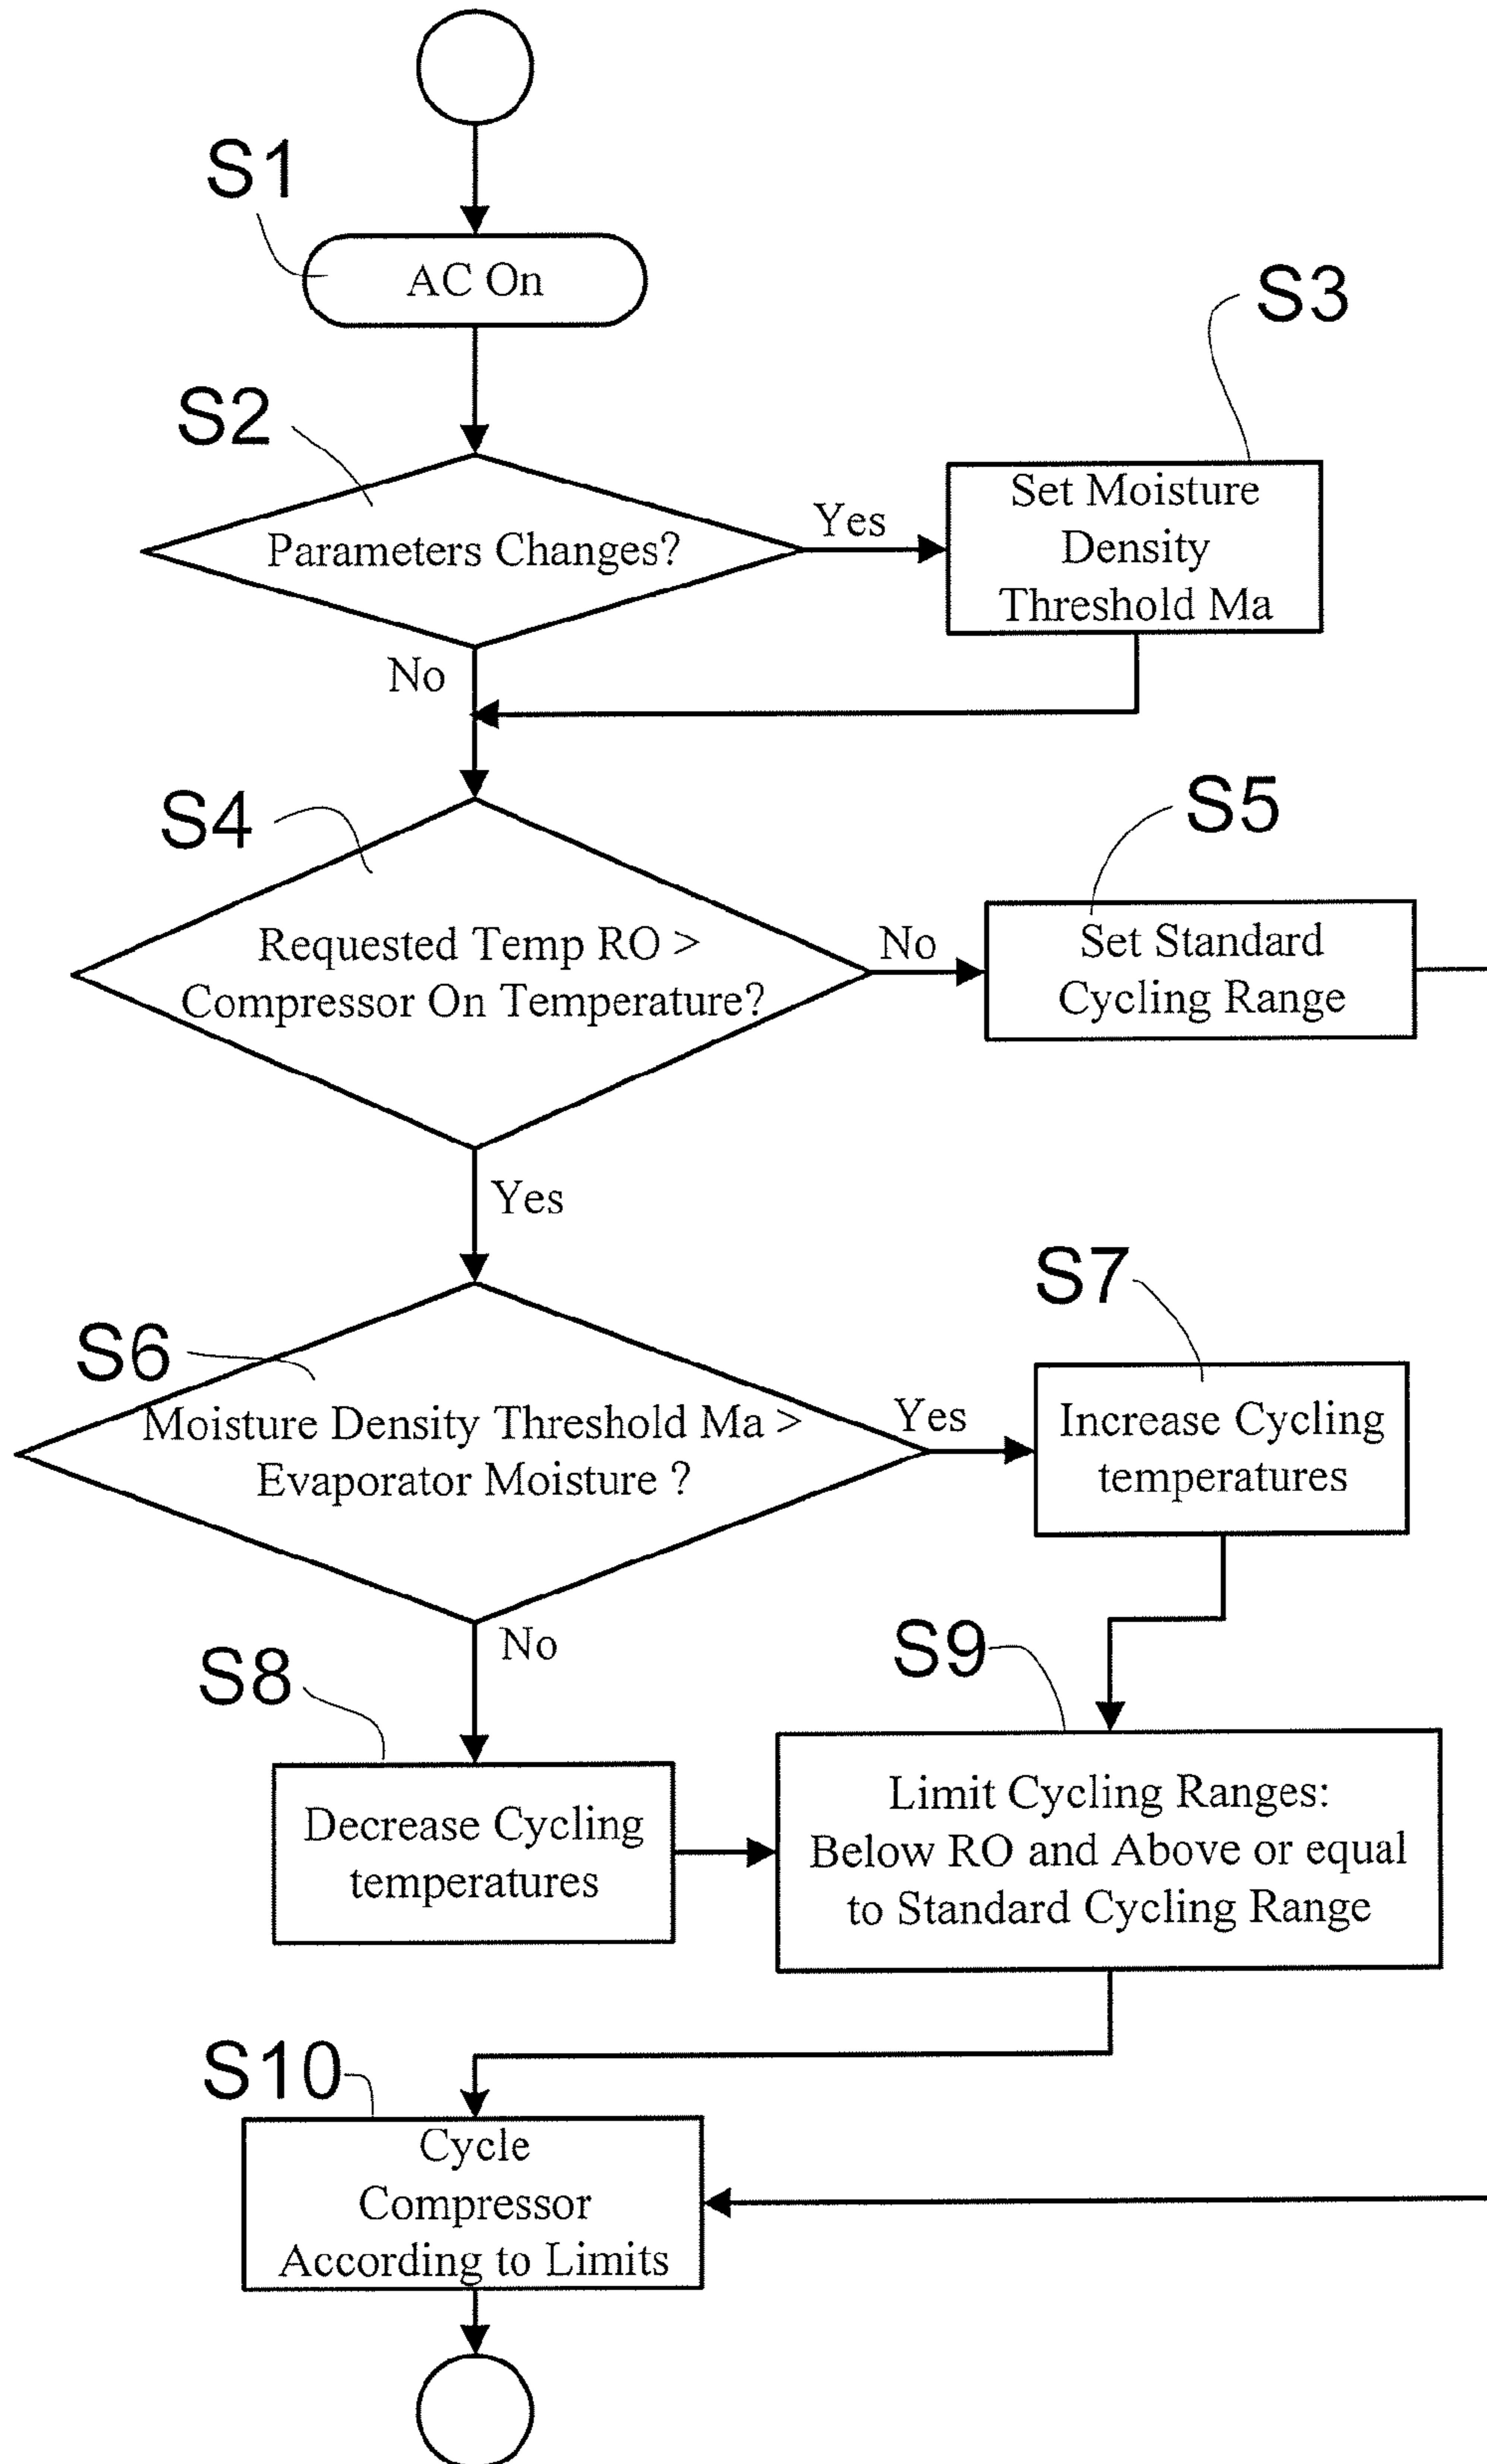 S1
AC On
S2
Parameters Changes?
Yes
No
S3
Set Moisture
Density
Threshold Ma
S4
Requested Temp RO >
Compressor On Temperature?
No
Yes
S5
Set Standard
Cycling Range
S6
Moisture Density Threshold Ma >
Evaporator Moisture ?
Yes
No
S7
Increase Cycling
temperatures
S8
Decrease Cycling
temperatures
S9
Limit Cycling Ranges:
Below RO and Above or equal
to Standard Cycling Range
S10
Cycle
Compressor
According to Limits